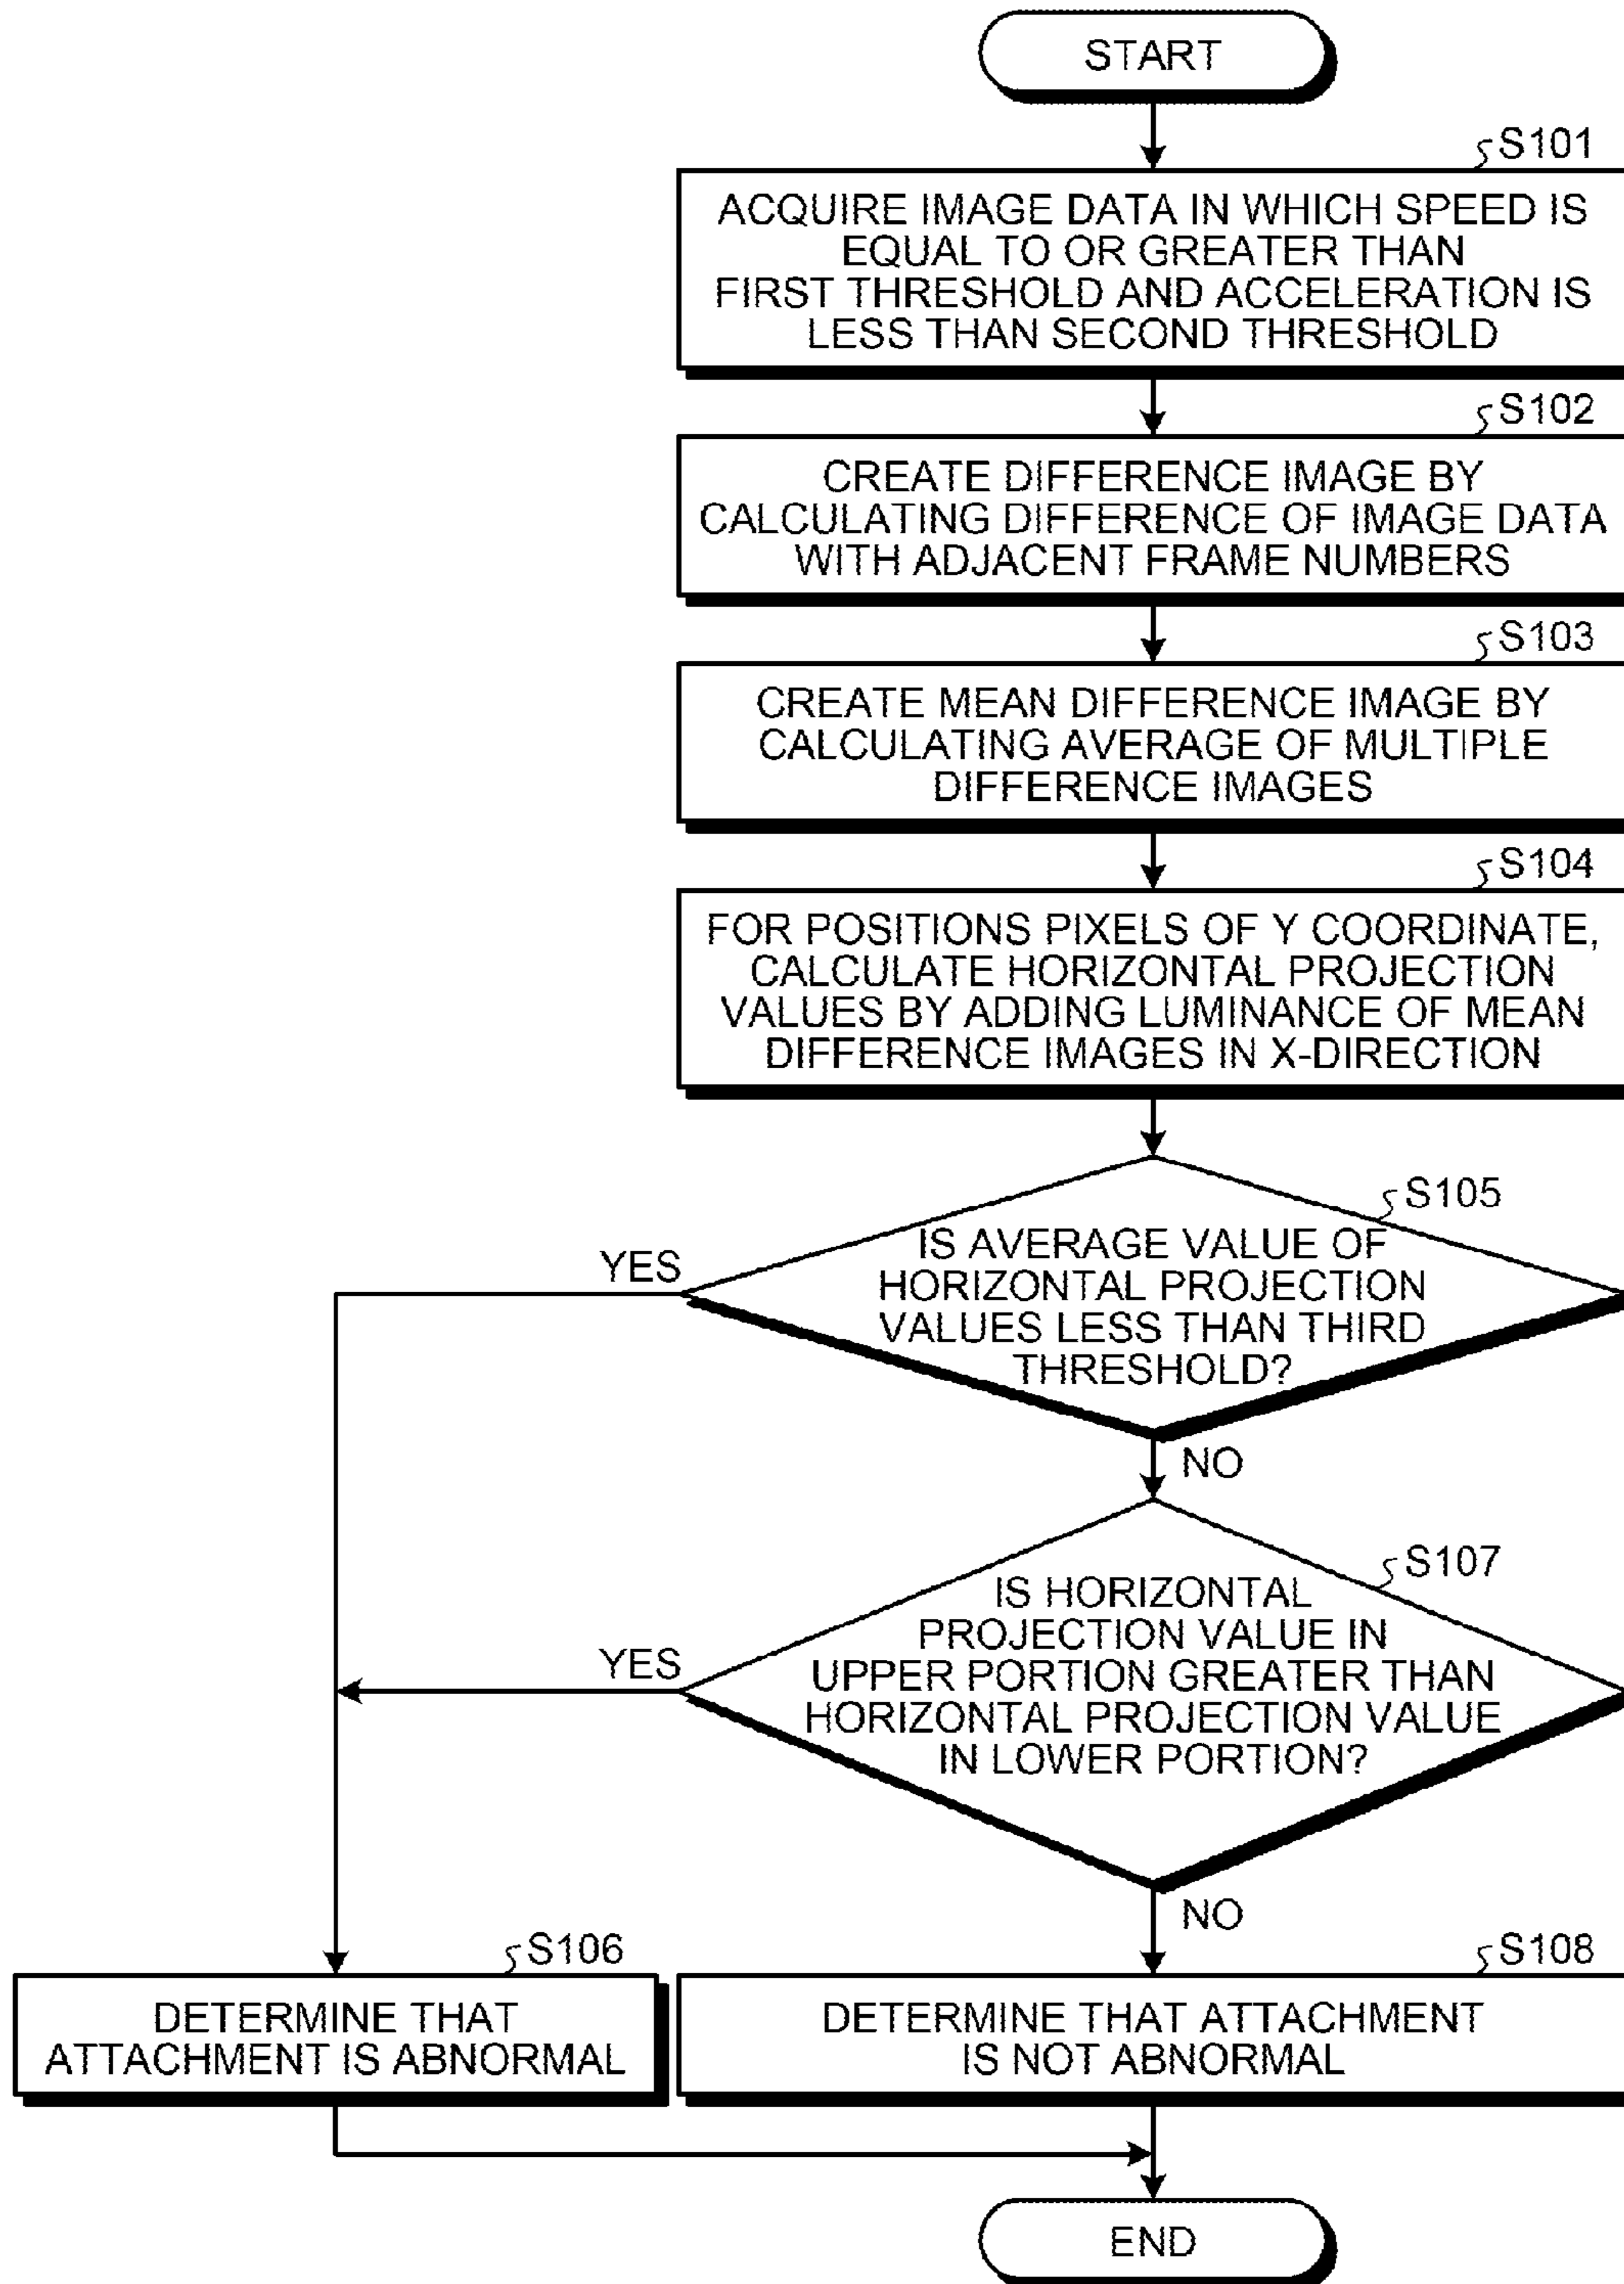 START
S101
ACQUIRE IMAGE DATA IN WHICH SPEED IS
EQUAL TO OR GREATER THAN
FIRST THRESHOLD AND ACCELERATION IS
LESS THAN SECOND THRESHOLD
S102
CREATE DIFFERENCE IMAGE BY
CALCULATING DIFFERENCE OF IMAGE DATA
WITH ADJACENT FRAME NUMBERS
S103
CREATE MEAN DIFFERENCE IMAGE BY
CALCULATING AVERAGE OF MULTIPLE
DIFFERENCE IMAGES
S104
FOR POSITIONS PIXELS OF Y COORDINATE,
CALCULATE HORIZONTAL PROJECTION
VALUES BY ADDING LUMINANCE OF MEAN
DIFFERENCE IMAGES IN X-DIRECTION
S105
IS AVERAGE VALUE OF
HORIZONTAL PROJECTION
VALUES LESS THAN THIRD
THRESHOLD?
YES
NO
S107
IS HORIZONTAL
PROJECTION VALUE IN
UPPER PORTION GREATER THAN
HORIZONTAL PROJECTION VALUE
IN LOWER PORTION?
YES
NO
S106
DETERMINE THAT
ATTACHMENT IS ABNORMAL
S108
DETERMINE THAT ATTACHMENT
IS NOT ABNORMAL
END